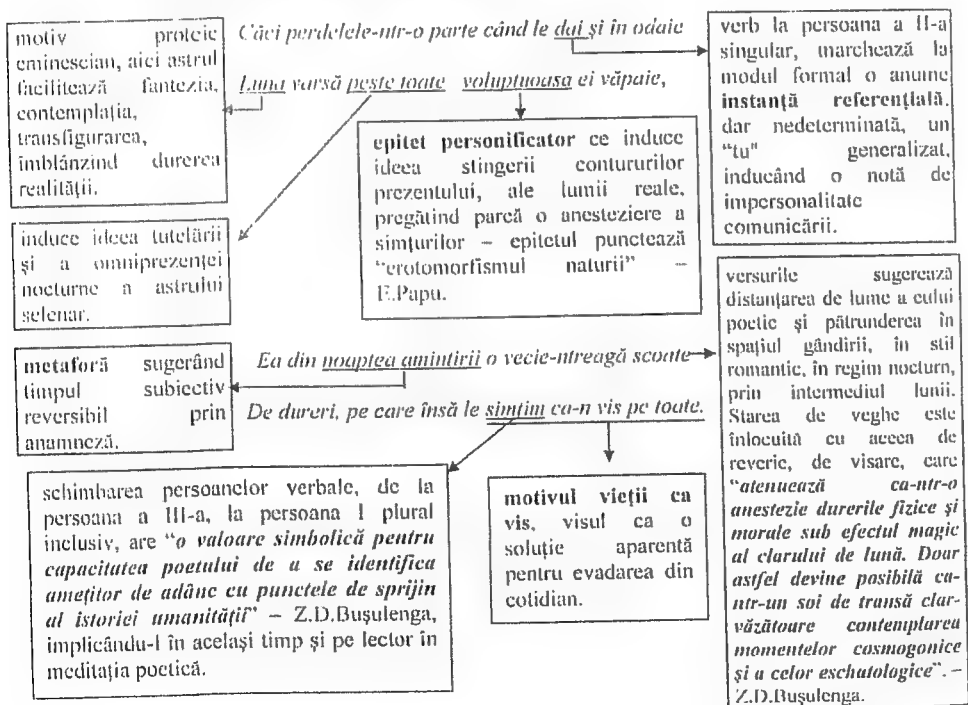 motiv proteic
eminescian, aici astrul
facilitează fantezia,
contemplația,
transfigurarea,
îmblânzind durerea
realității.
Căci perdelele-ntr-o parte când le dai și în odaie
Luna varsă peste toate voluptuoasa ei văpaie,
verb la persoana a II-a
singular, marchează la
modul formal o anume
instanță referențială,
dar nedeterminată, un
"tu" generalizat,
inducând o notă de
impersonalitate
comunicării.
epitet personificator ce induce
ideea stingerii contururilor
prezentului, ale lumii reale,
pregătind parcă o anesteziere a
simțurilor – epitetul punctează
"erotomorfismul naturii" –
E.Papu.
induce ideea tutelării
și a omniprezenței
nocturne a astrului
selenar.
metaforă sugerând
timpul subiectiv
reversibil prin
anamneză.
Ea din noaptea amintirii o vecie-ntreagă scoate
De dureri, pe care însă le simțim ca-n vis pe toate.
versurile sugerează
distanțarea de lume a eului
poetic și pătrunderea în
spațiul gândirii, în stil
romantic, în regim nocturn,
prin intermediul lunii.
Starea de veghe este
înlocuită cu aceea de
reverie, de visare, care
"atenuează ca-ntr-o
anestezie durerile fizice și
morale sub efectul magic
al clarului de lună. Doar
astfel devine posibilă ca-
ntr-un soi de transă clar-
văzătoare contemplarea
momentelor cosmogonice
și a celor eschatologice". –
Z.D.Bușulenga.
schimbarea persoanelor verbale, de la
persoana a III-a, la persoana I plural
inclusiv, are "o valoare simbolică pentru
capacitatea poetului de a se identifica
amețitor de adânc cu punctele de sprijin
al istoriei umanității" – Z.D.Bușulenga,
implicându-l în același timp și pe lector în
meditația poetică.
motivul vieții ca
vis, visul ca o
soluție aparentă
pentru evadarea din
cotidian.